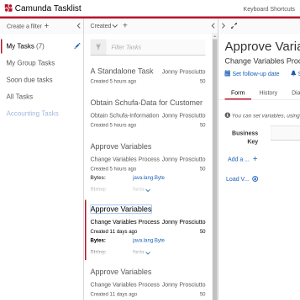 Camunda Tasklist
Keyboard Shortcuts
Create a filter +
My Tasks (7)
My Group Tasks
Soon due tasks
All Tasks
Accounting Tasks
Created +
Filter Tasks
A Standalone Task Jonny Prosciutto
Created 5 hours ago 50
Obtain Schufa-Data for Customer
Obtain Schufa-Information Jonny Prosciutto
Created 5 hours ago 50
Approve Variables
Change Variables Process Jonny Prosciutto
Created 5 hours ago 50
Bytes: java.lang.Byte
Approve Variables
Change Variables Process Jonny Prosciutto
Created 11 days ago 50
Bytes: java.lang.Byte
Approve Variables
Change Variables Process Jonny Prosciutto
Created 11 days ago 50
Approve Varia
Change Variables Proc
Set follow-up date S
Form History Dia
You can set variables, using
Business
Key
Add a ... +
Load V...